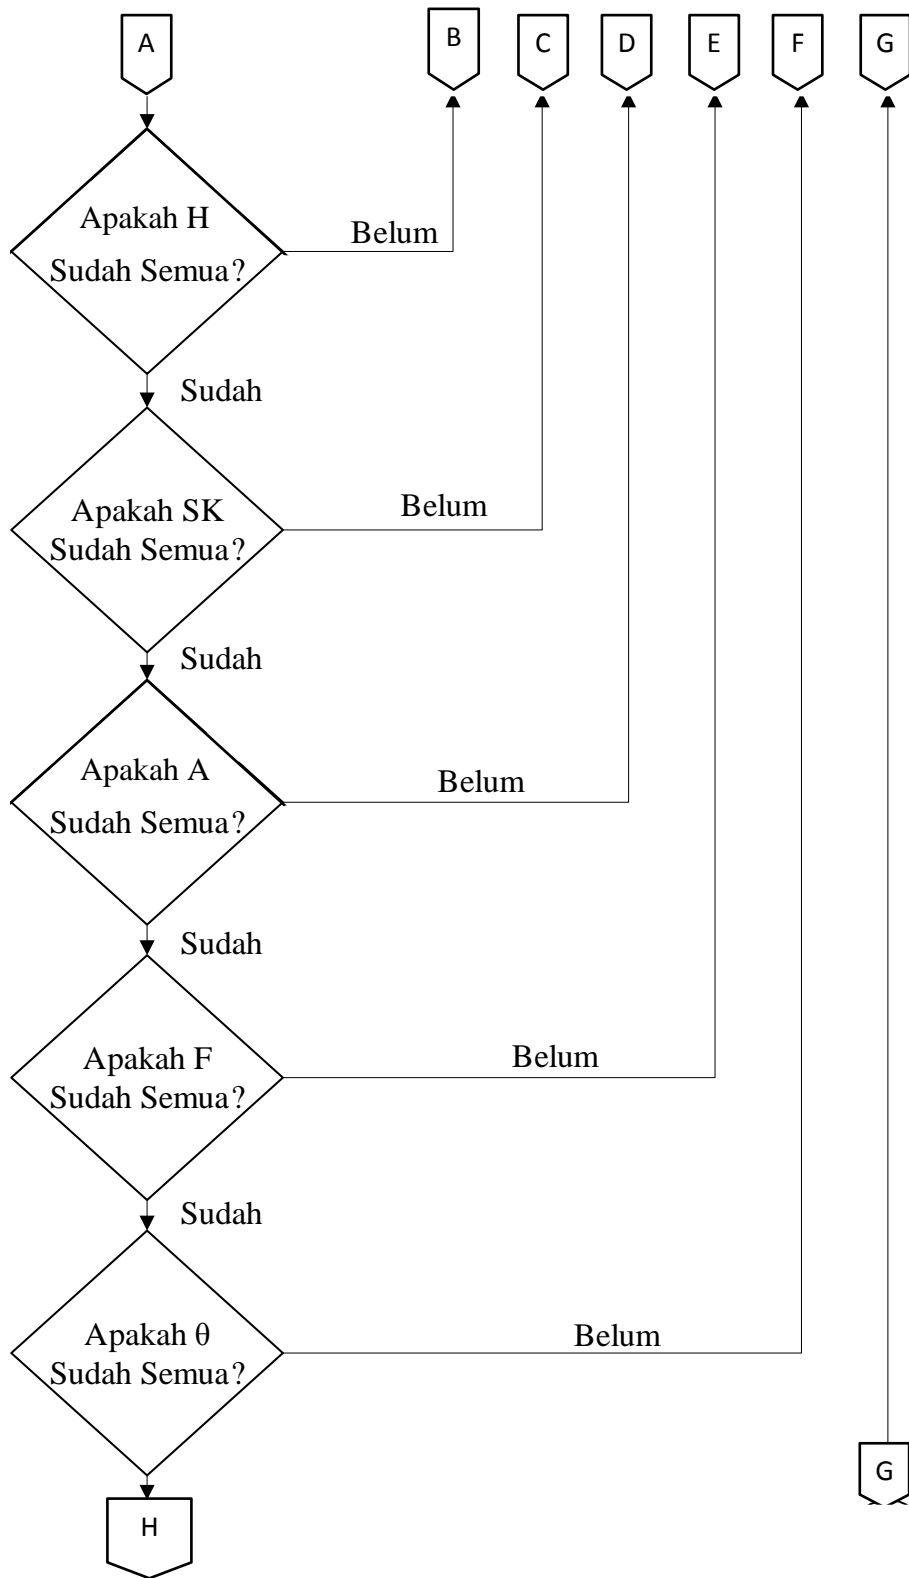 A
B
C
D
E
F
G
Apakah H
Sudah Semua?
Belum
Sudah
Apakah SK
Sudah Semua?
Belum
Sudah
Apakah A
Sudah Semua?
Belum
Sudah
Apakah F
Sudah Semua?
Belum
Sudah
Apakah θ
Sudah Semua?
Belum
G
H